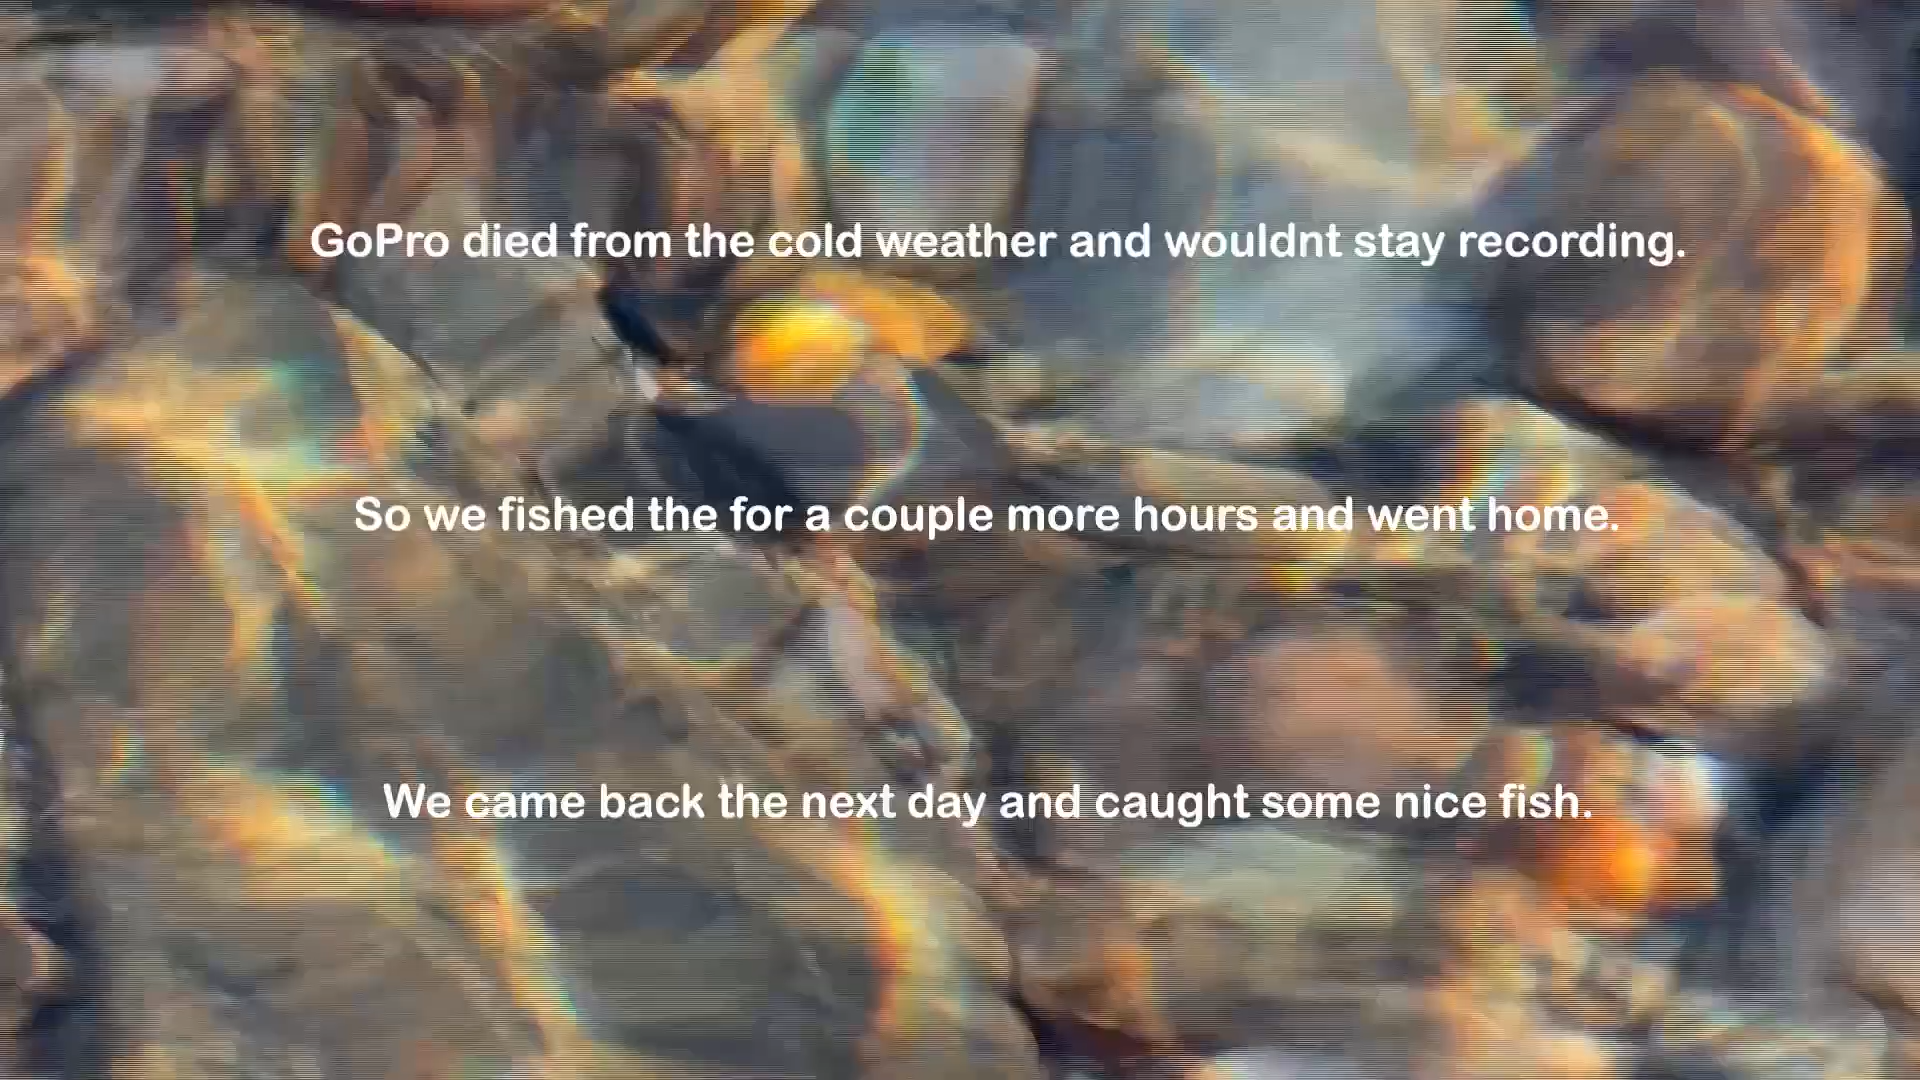 GoPro died from the cold weather and wouldnt stay recording.
So we fished the for a couple more hours and went home.
We came back the next day and caught some nice fish.